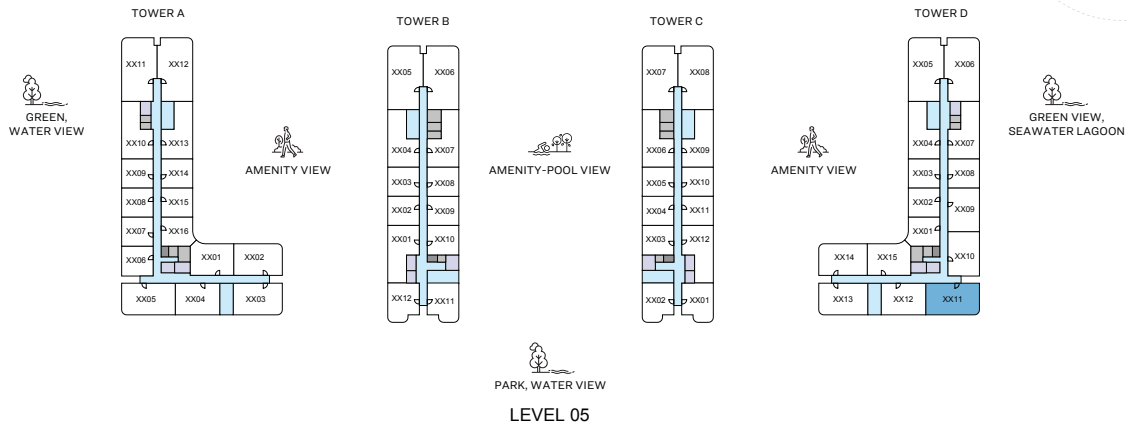 TOWER A
TOWER B
TOWER C
TOWER D
XX11
XX12
XX10
XX13
XX09
XX14
XX08
XX15
XX07
XX16
XX06
XX01
XX02
XX05
XX04
XX03
XX05
XX06
XX04
XX07
XX03
XX08
XX02
XX09
XX01
XX10
XX12
XX11
XX07
XX08
XX06
XX09
XX05
XX10
XX04
XX11
XX03
XX12
XX02
XX01
XX05
XX06
XX04
XX07
XX03
XX08
XX02
XX09
XX01
XX10
XX14
XX15
XX13
XX12
XX11
GREEN,
WATER VIEW
AMENITY VIEW
AMENITY-POOL VIEW
AMENITY VIEW
GREEN VIEW,
SEAWATER LAGOON
PARK, WATER VIEW
LEVEL 05